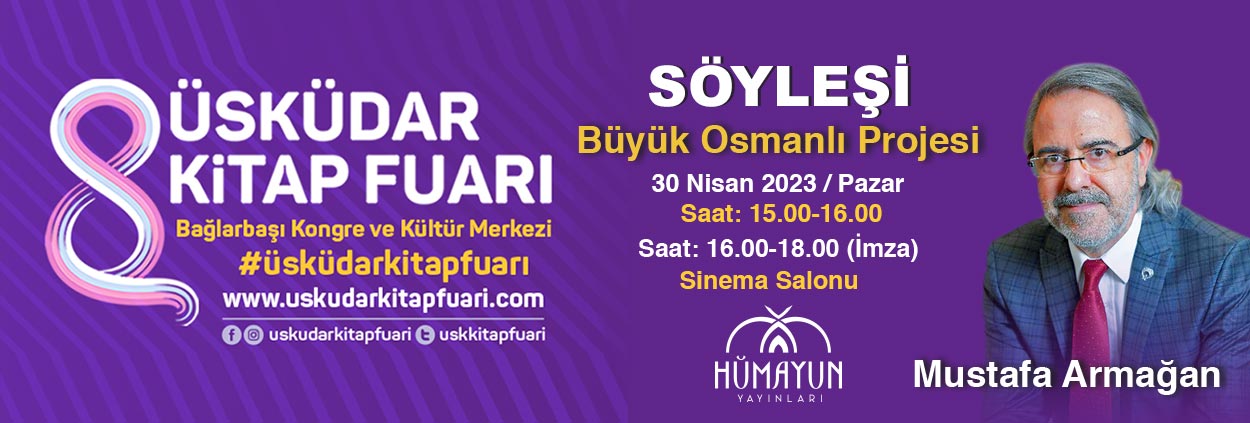 8
ÜSKÜDAR
KİTAP FUARI
Bağlarbaşı Kongre ve Kültür Merkezi
#üsküdarkitapfuarı
www.uskudarkitapfuari.com
uskudarkitapfuari uskkitapfuari
SÖYLEŞİ
Büyük Osmanlı Projesi
30 Nisan 2023 / Pazar
Saat: 15.00-16.00
Saat: 16.00-18.00 (İmza)
Sinema Salonu
HÜMAYUN
YAYINLARI
Mustafa Armağan